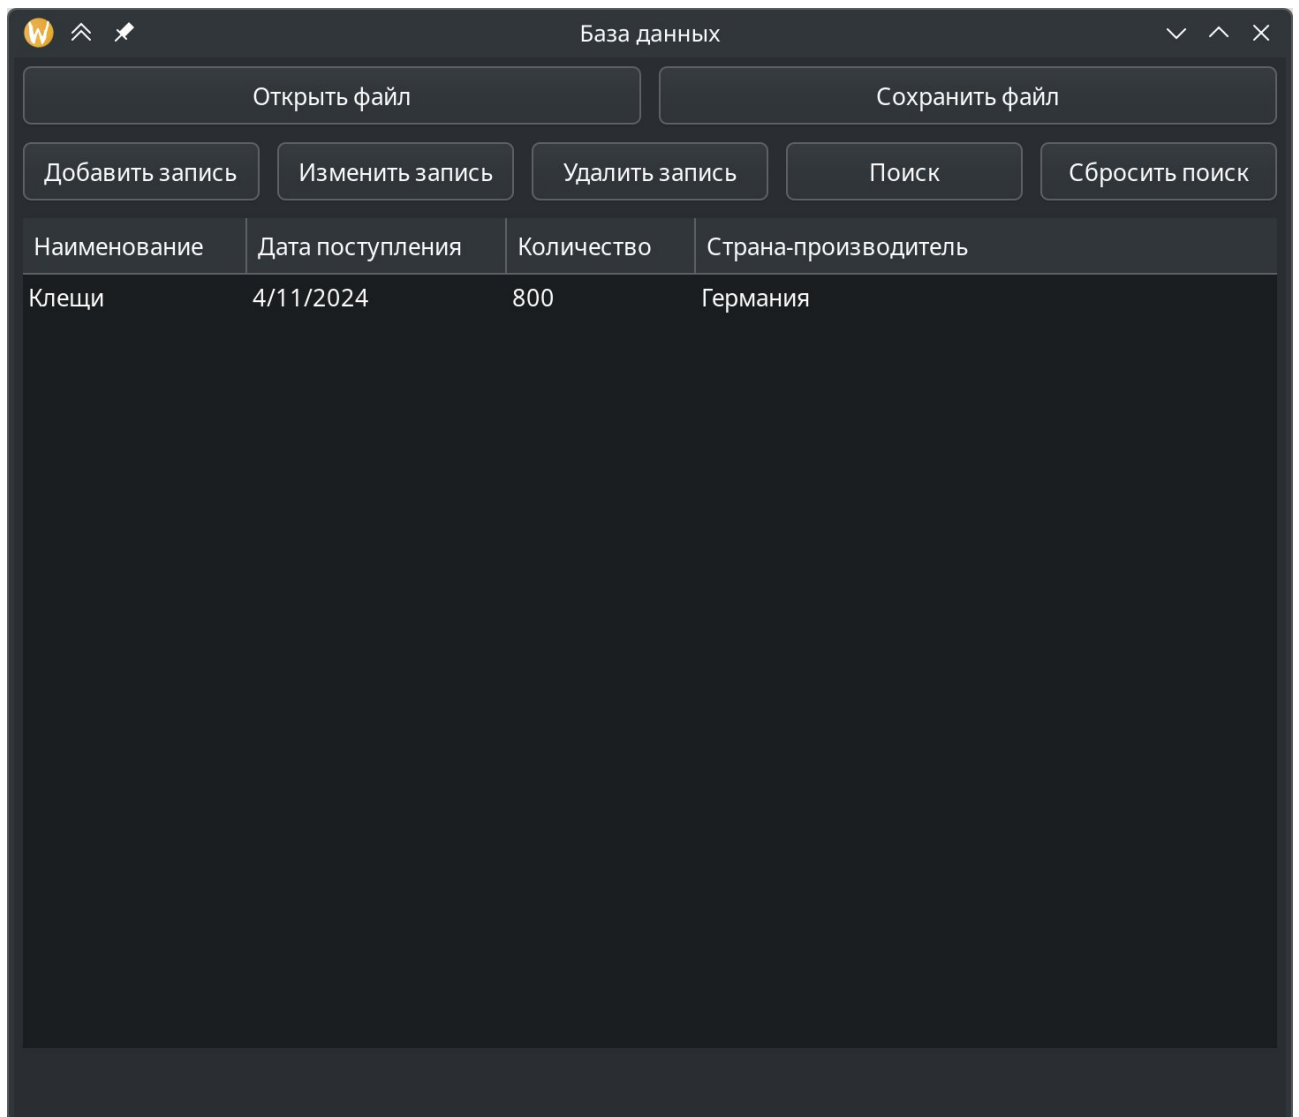 База данных
Открыть файл Сохранить файл
Добавить запись Изменить запись Удалить запись Поиск Сбросить поиск
Наименование Дата поступления Количество Страна-производитель
Клещи 4/11/2024 800 Германия